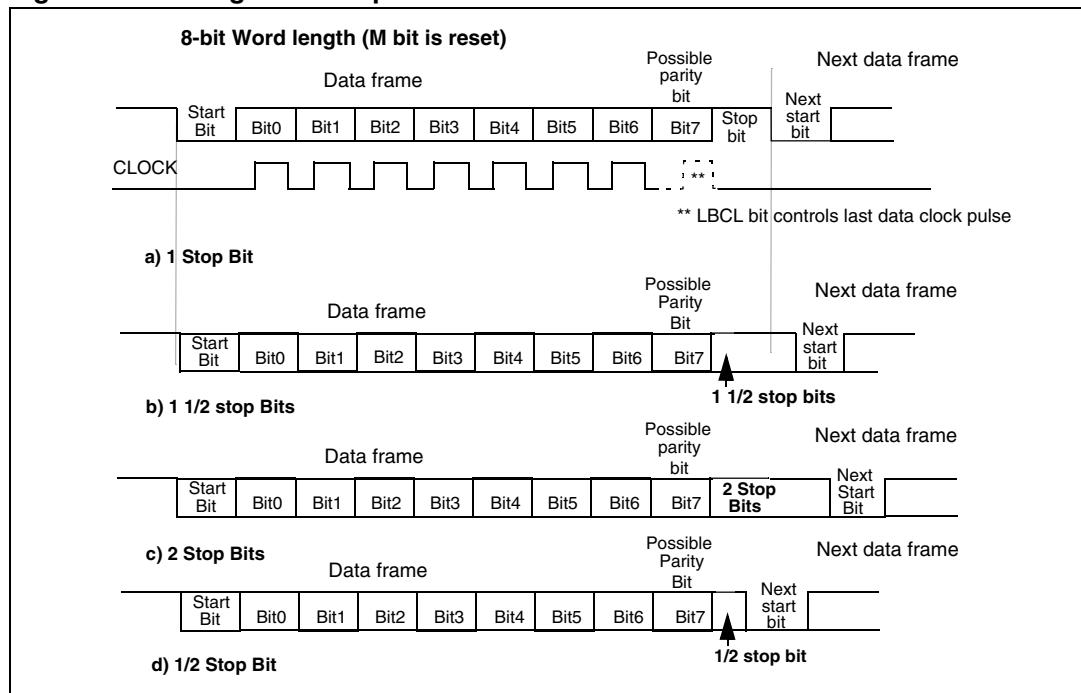 8-bit Word length (M bit is reset)
Data frame
Possible
parity
bit
Next data frame
Start
Bit
Bit0
Bit1
Bit2
Bit3
Bit4
Bit5
Bit6
Bit7
Stop
bit
Next
start
bit
CLOCK
**
** LBCL bit controls last data clock pulse
a) 1 Stop Bit
Data frame
Possible
Parity
Bit
Next data frame
Start
Bit
Bit0
Bit1
Bit2
Bit3
Bit4
Bit5
Bit6
Bit7
Next
start
bit
1 1/2 stop bits
b) 1 1/2 stop Bits
Data frame
Possible
parity
bit
Next data frame
Start
Bit
Bit0
Bit1
Bit2
Bit3
Bit4
Bit5
Bit6
Bit7
2 Stop
Bits
Next
Start
Bit
c) 2 Stop Bits
Data frame
Possible
Parity
Bit
Next data frame
Start
Bit
Bit0
Bit1
Bit2
Bit3
Bit4
Bit5
Bit6
Bit7
Next
start
bit
1/2 stop bit
d) 1/2 Stop Bit